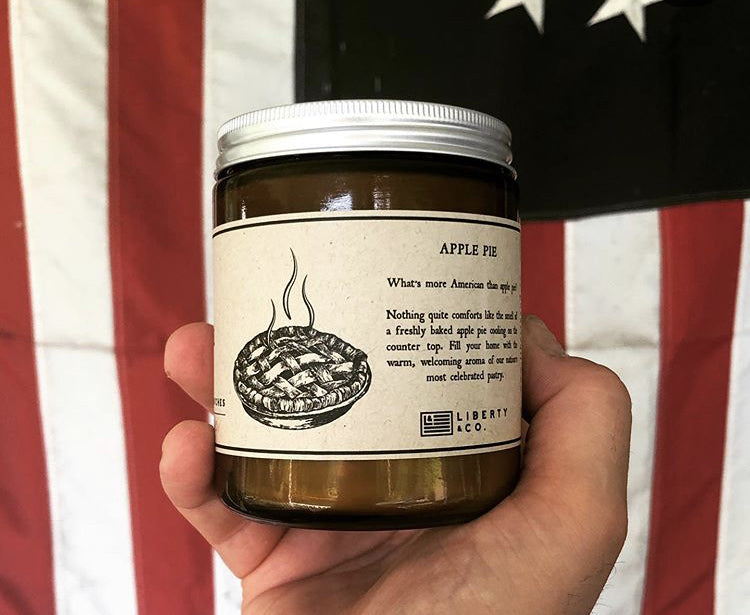 APPLE PIE
What's more American than apple pie?
Nothing quite comforts like the smell of
a freshly baked apple pie cooling on the
counter top. Fill your home with the
warm, welcoming aroma of our nation's
most celebrated pastry.
LIBERTY
& CO.